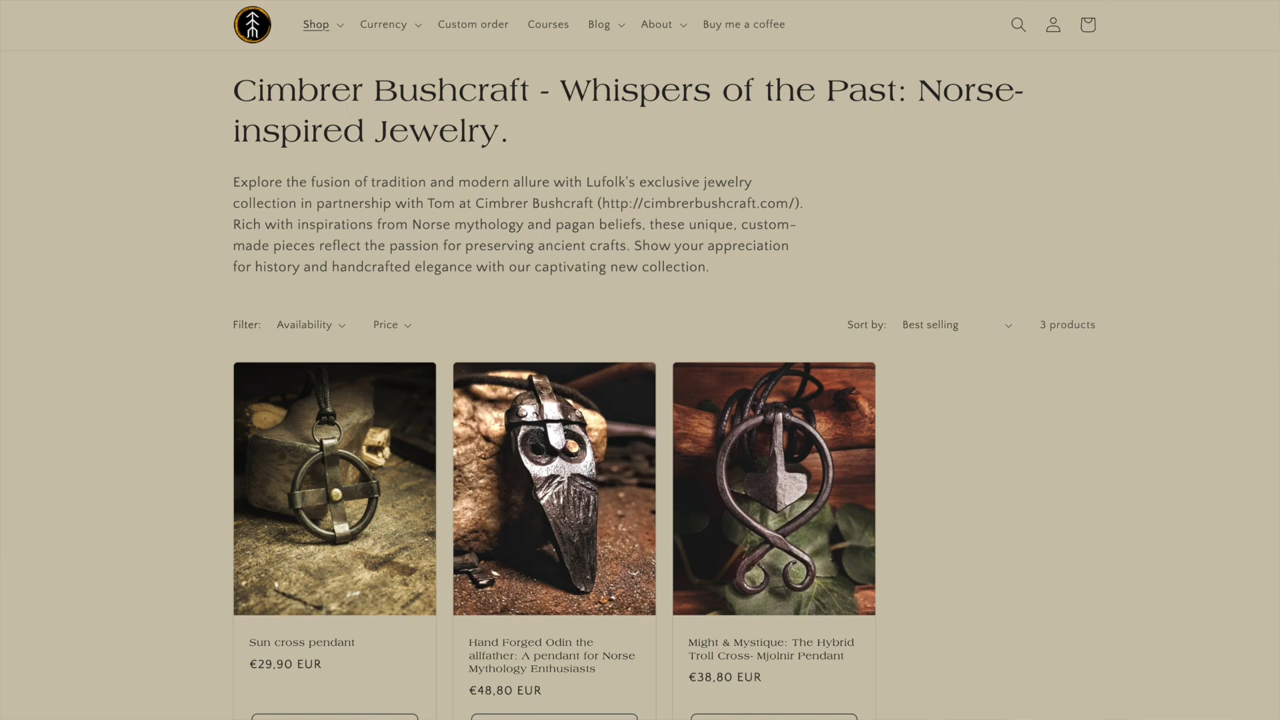 Shop
Currency
Custom order
Courses
Blog
About
Buy me a coffee
Cimbrer Bushcraft - Whispers of the Past: Norse-
inspired Jewelry.
Explore the fusion of tradition and modern allure with Lufolk's exclusive jewelry
collection in partnership with Tom at Cimbrer Bushcraft (http://cimbrerbushcraft.com/).
Rich with inspirations from Norse mythology and pagan beliefs, these unique, custom-
made pieces reflect the passion for preserving ancient crafts. Show your appreciation
for history and handcrafted elegance with our captivating new collection.
Filter:
Availability
Price
Sort by:
Best selling
3 products
Sun cross pendant
€29,90 EUR
Hand Forged Odin the
allfather: A pendant for Norse
Mythology Enthusiasts
€48,80 EUR
Might & Mystique: The Hybrid
Troll Cross- Mjolnir Pendant
€38,80 EUR